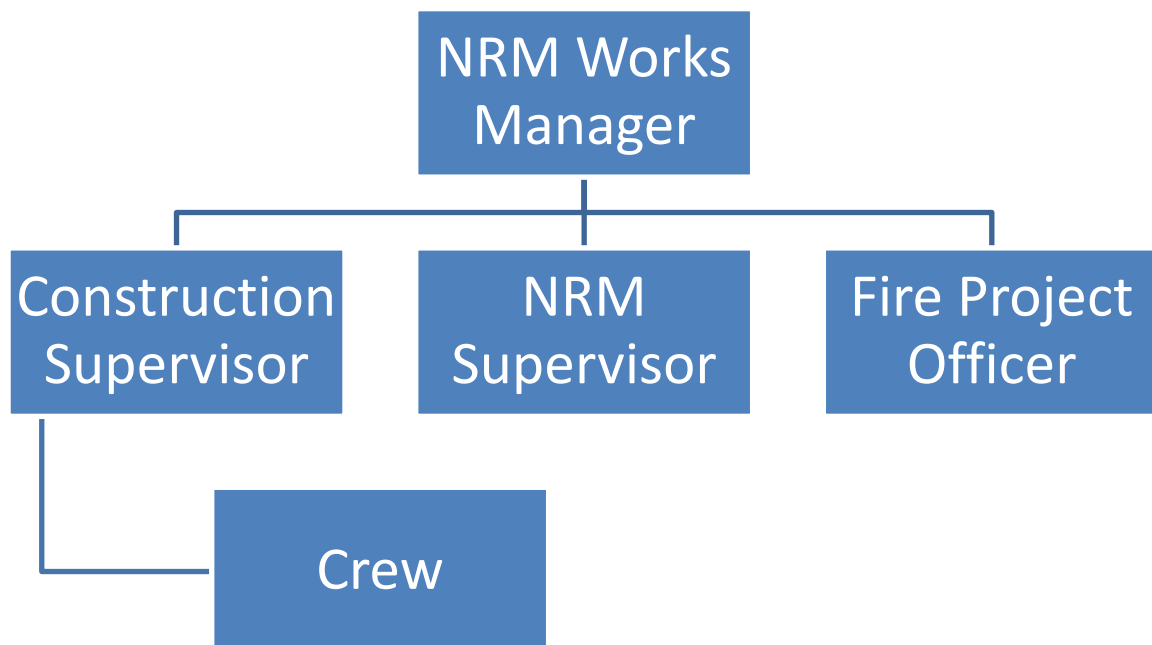 NRM Works
Manager
Construction
Supervisor
NRM
Supervisor
Fire Project
Officer
Crew